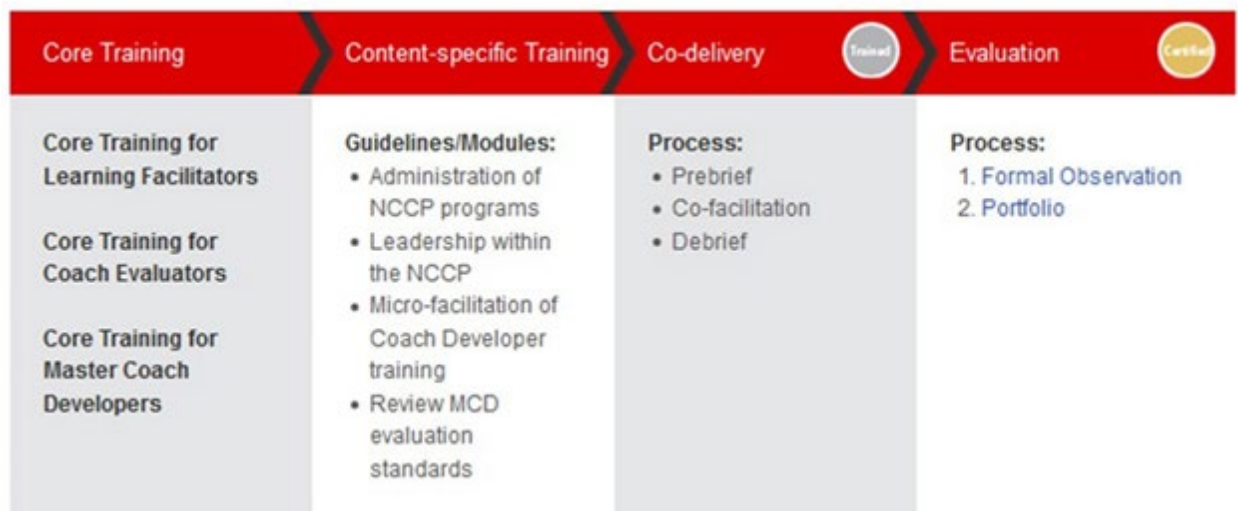 Core Training
Content-specific Training
Co-delivery
Trained
Evaluation
Certified
Core Training for
Learning Facilitators
Core Training for
Coach Evaluators
Core Training for
Master Coach
Developers
Guidelines/Modules:
• Administration of
NCCP programs
• Leadership within
the NCCP
• Micro-facilitation of
Coach Developer
training
• Review MCD
evaluation
standards
Process:
• Prebrief
• Co-facilitation
• Debrief
Process:
1. Formal Observation
2. Portfolio